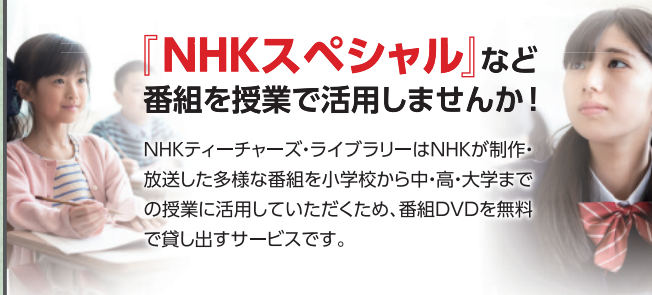 『NHKスペシャル』など
番組を授業で活用しませんか!
NHKティーチャーズ・ライブラリーはNHKが制作・
放送した多様な番組を小学校から中・高・大学まで
の授業に活用していただくため、番組DVDを無料
で貸し出すサービスです。